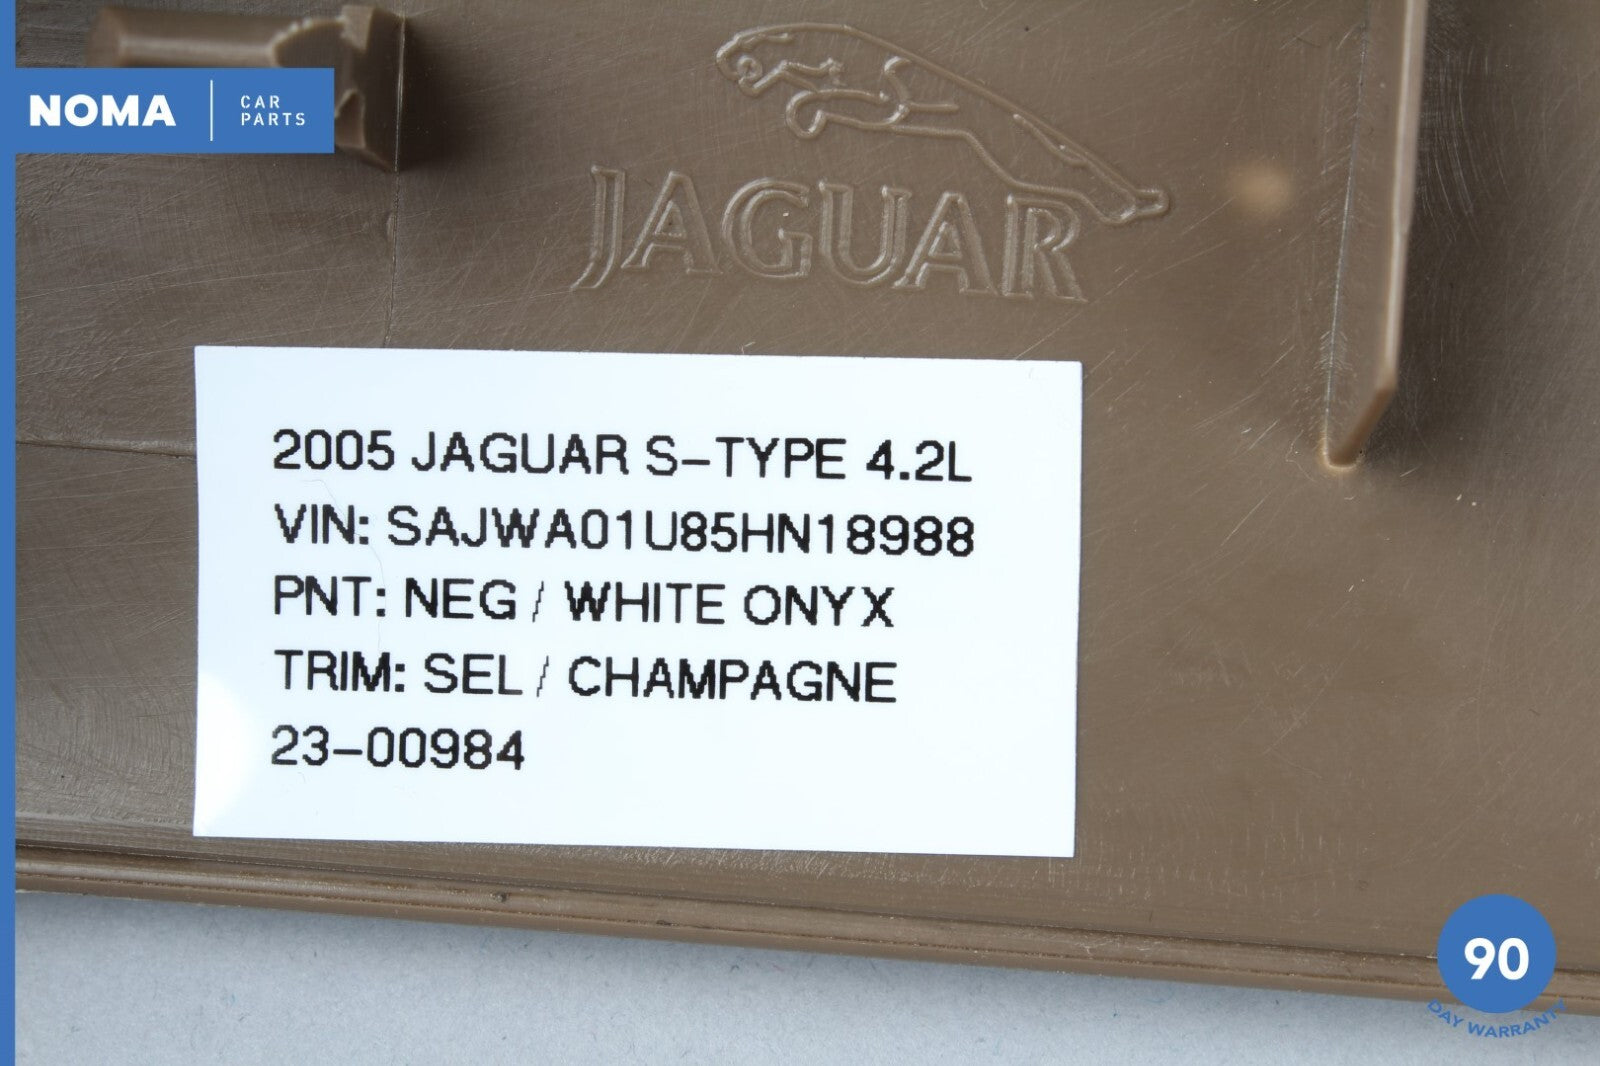 NOMA
CAR
PARTS
JAGUAR
2005 JAGUAR S-TYPE 4.2L
VIN: SAJWA01U85HN18988
PNT: NEG / WHITE ONYX
TRIM: SEL / CHAMPAGNE
23-00984
90
DAY WARRANTY